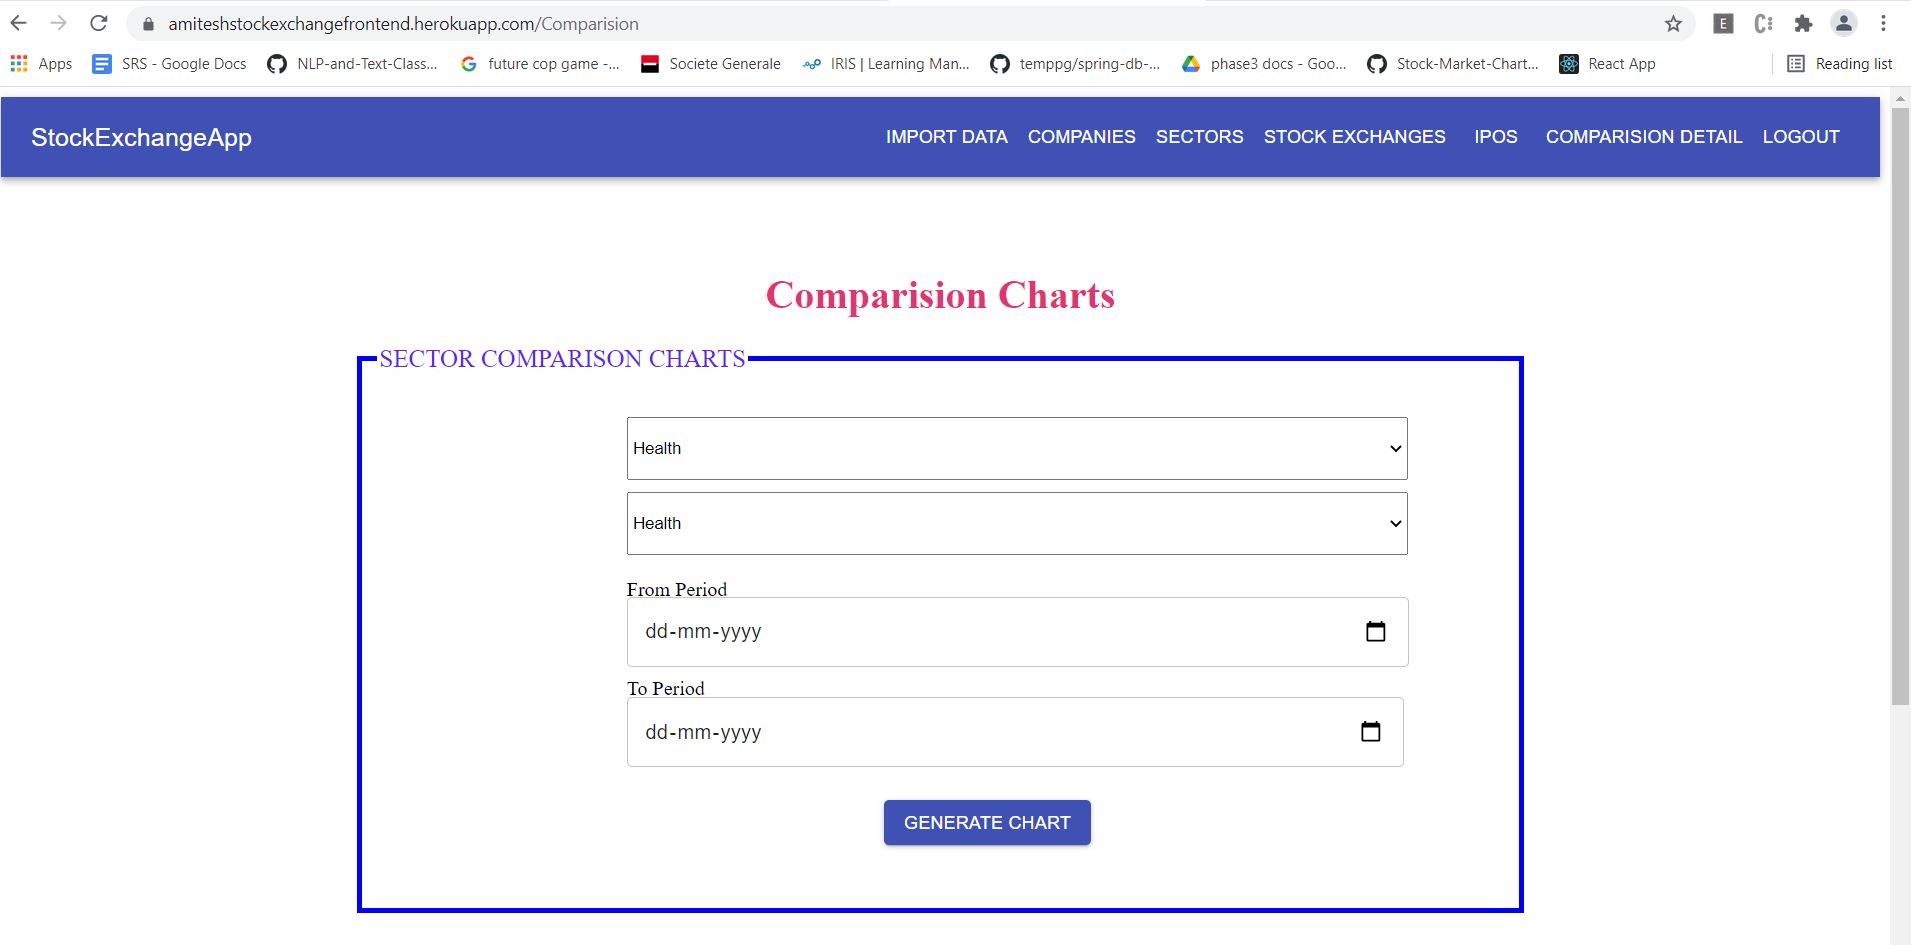 amiteshstockexchangefrontend.herokuapp.com/Comparision
E
Apps SRS - Google Docs NLP-and-Text-Class... future cop game -... Societe Generale IRIS | Learning Man... temppg/spring-db-... phase3 docs - Goo... Stock-Market-Chart... React App Reading list
StockExchangeApp IMPORT DATA COMPANIES SECTORS STOCK EXCHANGES IPOS COMPARISION DETAIL LOGOUT
Comparision Charts
SECTOR COMPARISON CHARTS
Health
Health
From Period
dd-mm-yyyy
To Period
dd-mm-yyyy
GENERATE CHART